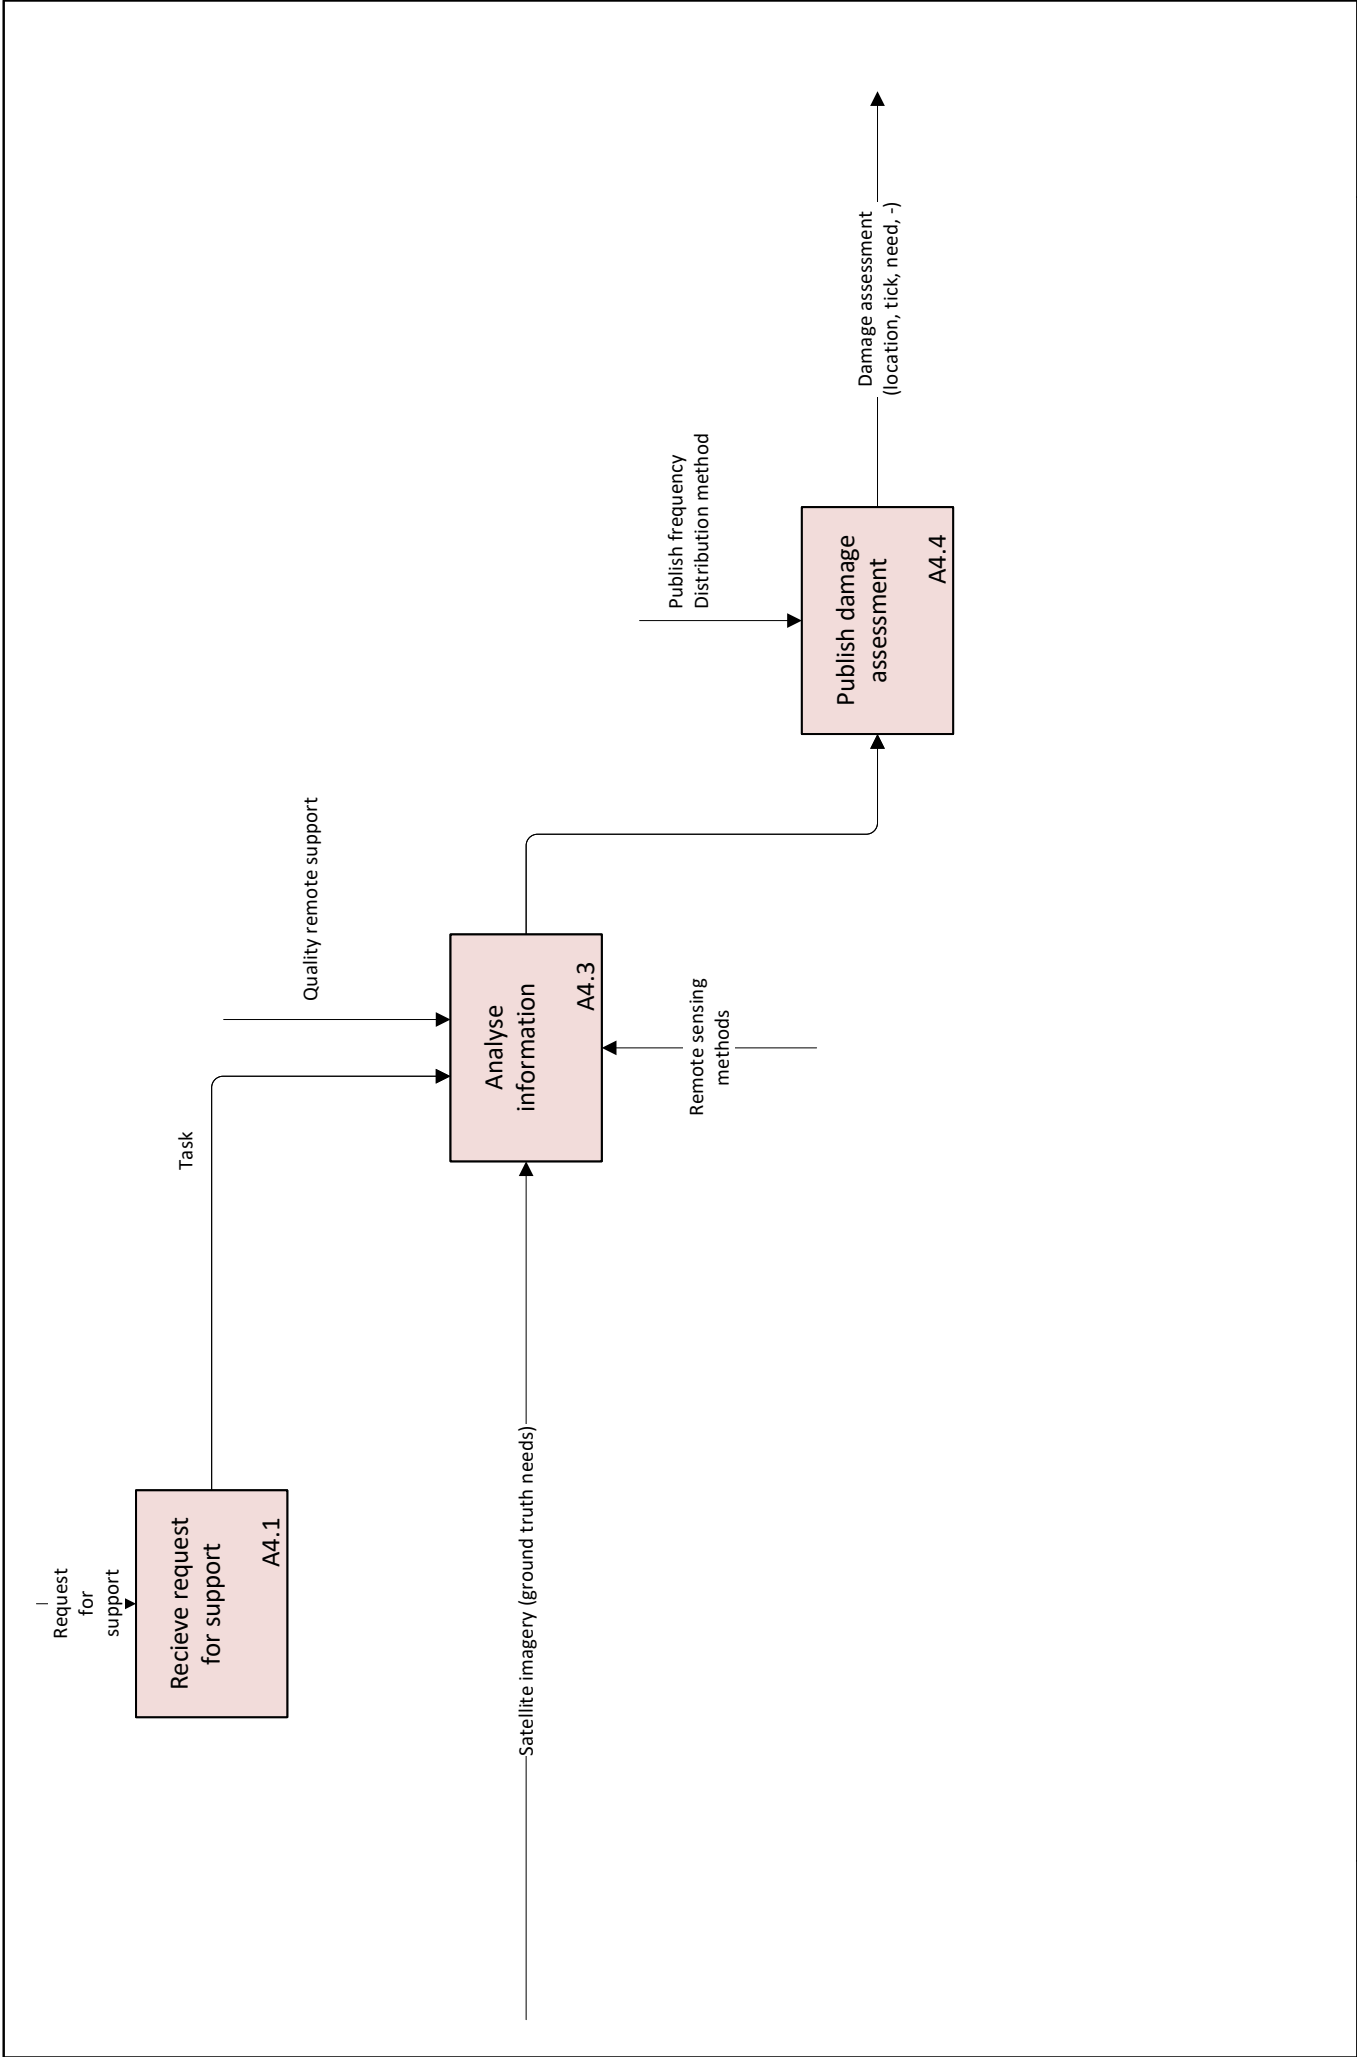 Request
for
support
Recieve request
for support
A4.1
Task
Quality remote support
Satellite imagery (ground truth needs)
Analyse
information
A4.3
Remote sensing
methods
Publish frequency
Distribution method
Publish damage
assessment
A4.4
Damage assessment
(location, tick, need, -)